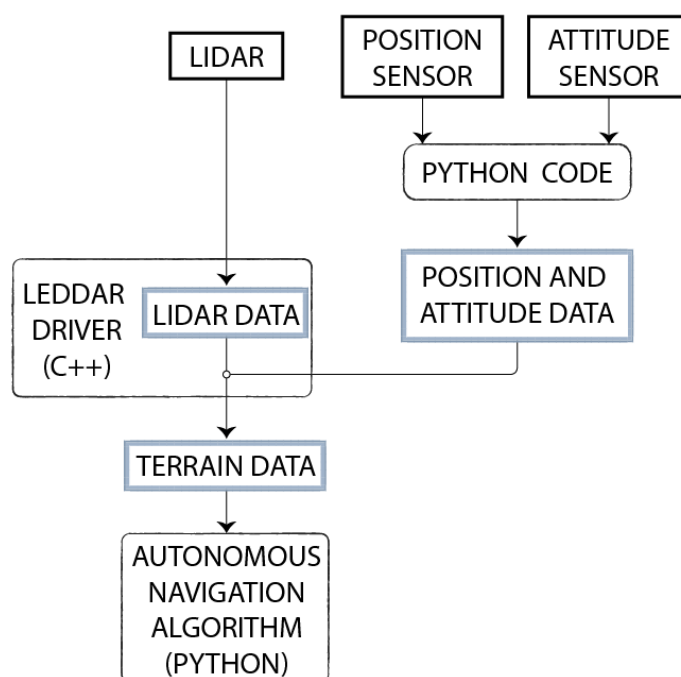 LIDAR
POSITION
SENSOR
ATTITUDE
SENSOR
PYTHON CODE
POSITION AND
ATTITUDE DATA
LEDDAR
DRIVER
(C++)
LIDAR DATA
TERRAIN DATA
AUTONOMOUS
NAVIGATION
ALGORITHM
(PYTHON)